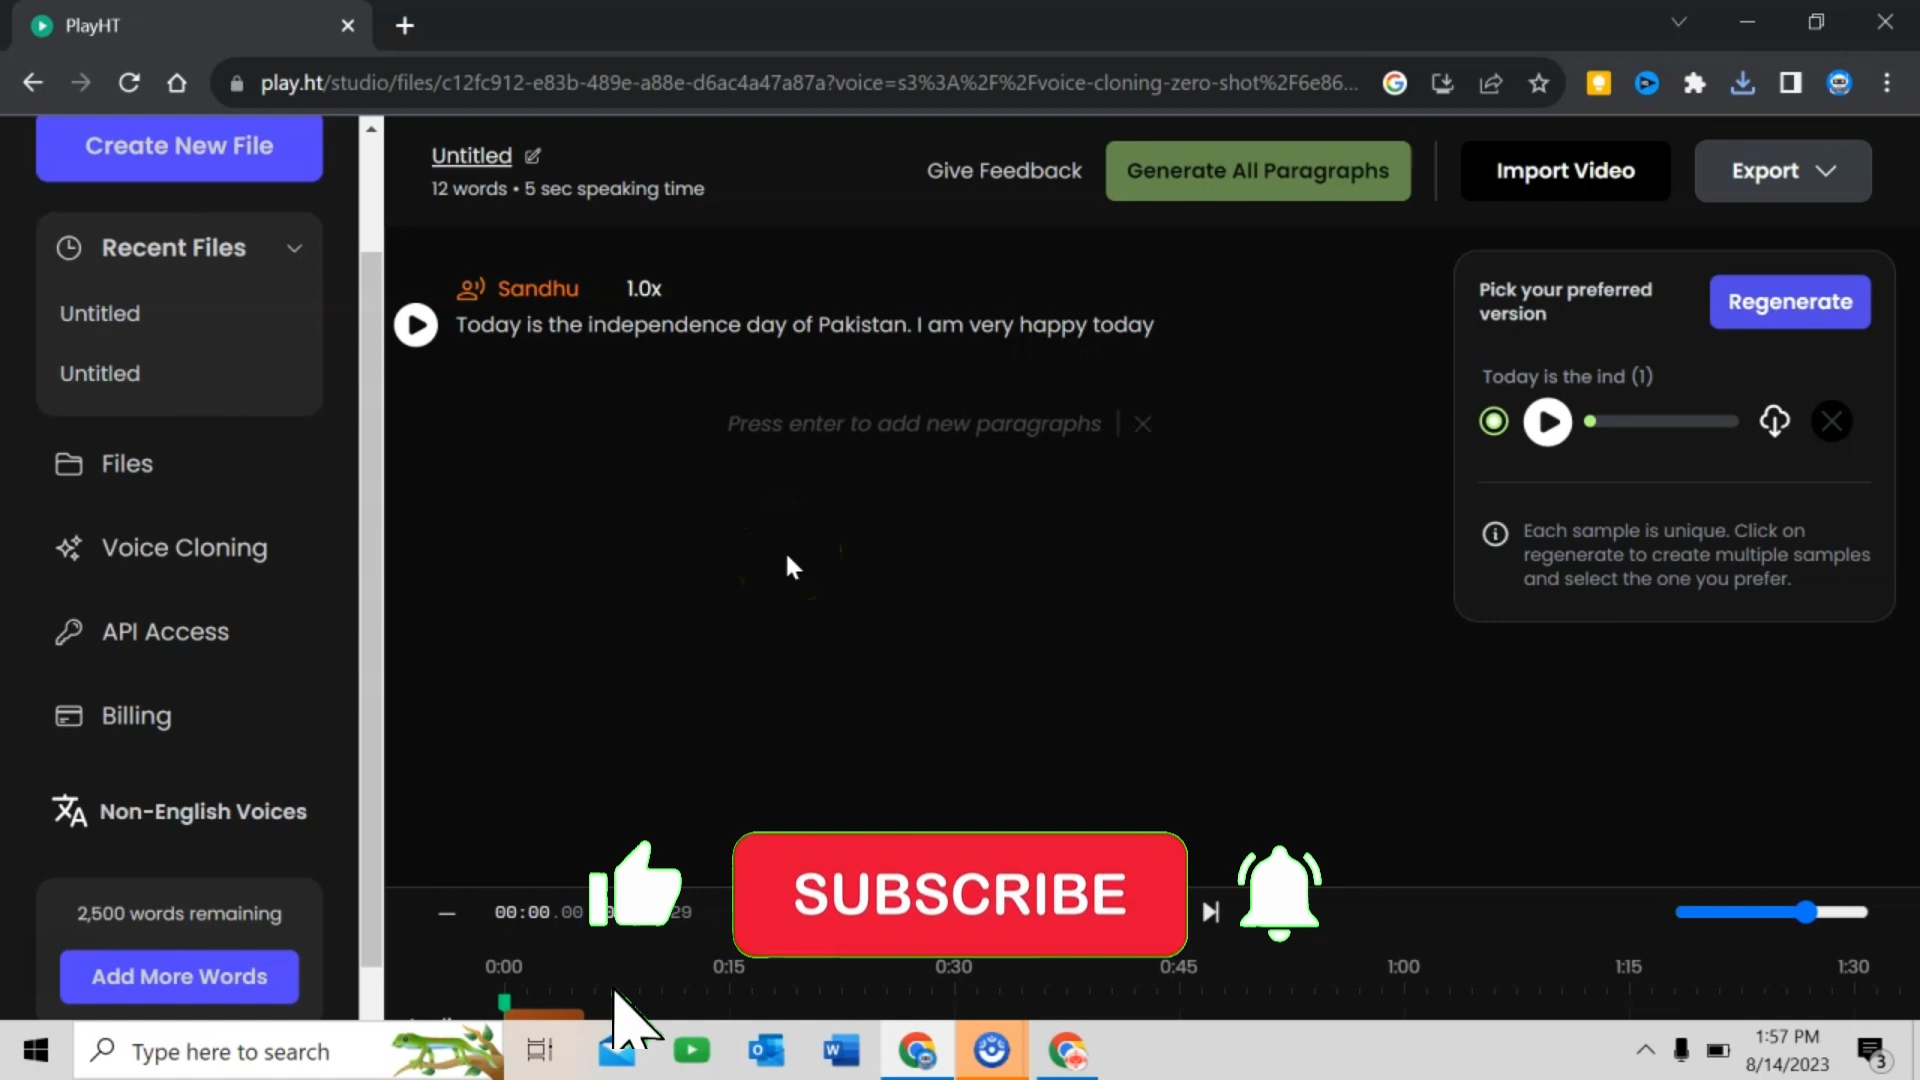 PlayHT
play.ht/studio/files/c12fc912-e83b-489e-a88e-d6ac4a47a87a?voice=s3%3A%2F%2Fvoice-cloning-zero-shot%2F6e86...
Create New File
Recent Files
Untitled
Untitled
Files
Voice Cloning
API Access
Billing
Non-English Voices
2,500 words remaining
Add More Words
Untitled
12 words • 5 sec speaking time
Give Feedback
Generate All Paragraphs
Import Video
Export
Sandhu 1.0x
Today is the independence day of Pakistan. I am very happy today
Press enter to add new paragraphs
Pick your preferred
version
Regenerate
Today is the ind (1)
Each sample is unique. Click on
regenerate to create multiple samples
and select the one you prefer.
00:00.00
29
SUBSCRIBE
0:00 0:15 0:30 0:45 1:00 1:15 1:30
Type here to search
1:57 PM
8/14/2023
3